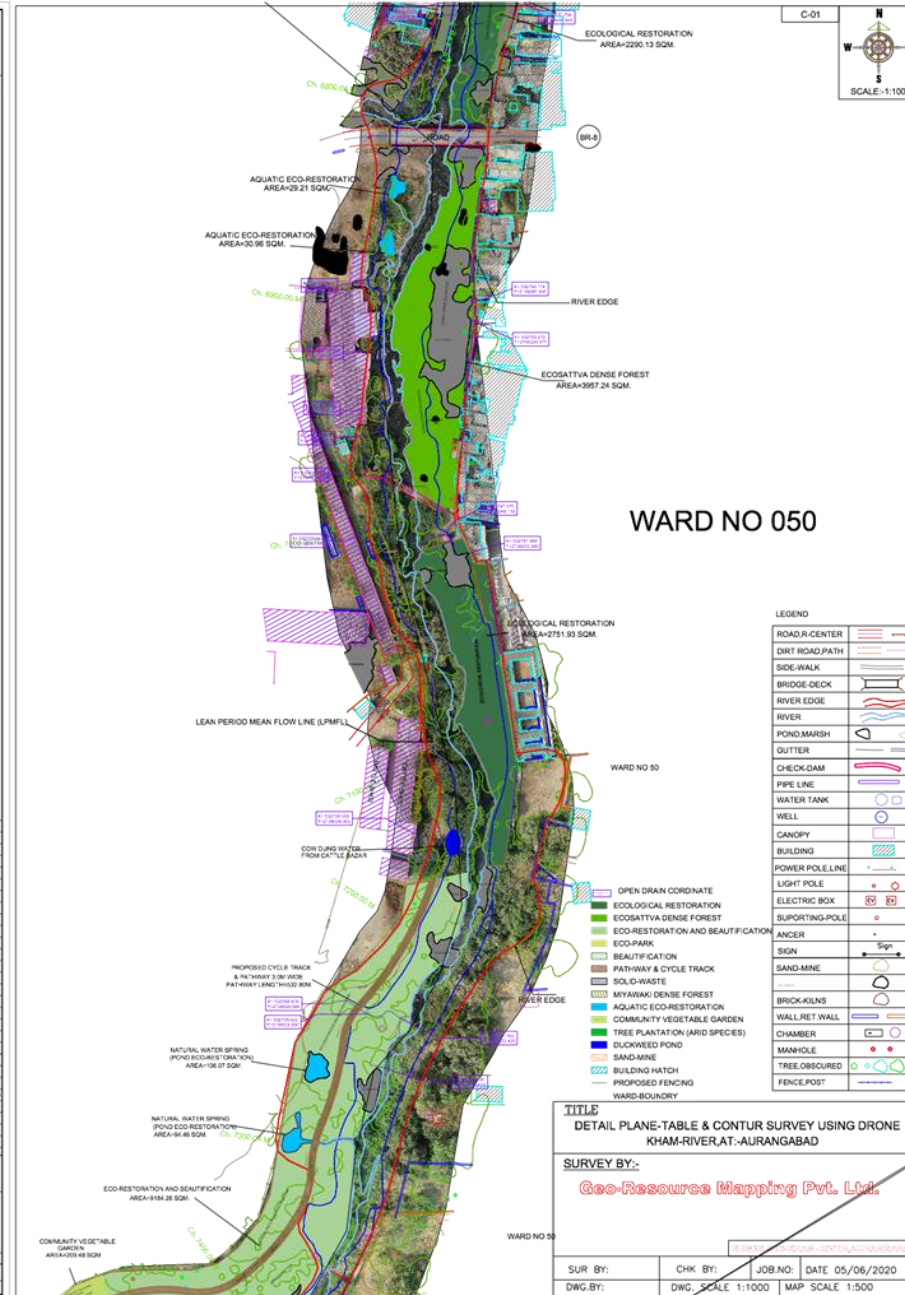 C-01
N
W
S
SCALE:-1:100
ECOLOGICAL RESTORATION
AREA=2290.13 SQM.
ROAD
BR-8
AQUATIC ECO-RESTORATION
AREA=29.21 SQM.
AQUATIC ECO-RESTORATION
AREA=30.96 SQM.
Ch. 6900.00 M
RIVER EDGE
ECOSATTVA DENSE FOREST
AREA=3957.24 SQM.
WARD NO 050
ECOLOGICAL RESTORATION
AREA=2751.93 SQM.
LEAN PERIOD MEAN FLOW LINE (LPMFL)
WARD NO 50
COW DUNG WATER
FROM CATTLE BAZAR
Ch. 7200.00 M
PROPOSED CYCLE TRACK
& PATHWAY 3.0M WIDE
PATHWAY LENGTH=532.80M.
RIVER EDGE
NATURAL WATER SPRING
(POND ECO-RESTORATION)
AREA=106.07 SQM.
NATURAL WATER SPRING
(POND ECO-RESTORATION)
AREA=94.46 SQM.
ECO-RESTORATION AND BEAUTIFICATION
AREA=9184.28 SQM.
COMMUNITY VEGETABLE
GARDEN
AREA=203.48 SQM
WARD NO 50
OPEN DRAIN CORDINATE
ECOLOGICAL RESTORATION
ECOSATTVA DENSE FOREST
ECO-RESTORATION AND BEAUTIFICATION
ECO-PARK
BEAUTIFICATION
PATHWAY & CYCLE TRACK
SOLID-WASTE
MIYAWAKI DENSE FOREST
AQUATIC ECO-RESTORATION
COMMUNITY VEGETABLE GARDEN
TREE PLANTATION (ARID SPECIES)
DUCKWEED POND
SAND-MINE
BUILDING HATCH
PROPOSED FENCING
WARD-BOUNDRY
LEGEND
ROAD,R-CENTER
DIRT ROAD,PATH
SIDE-WALK
BRIDGE-DECK
RIVER EDGE
RIVER
POND,MARSH
GUTTER
CHECK-DAM
PIPE LINE
WATER TANK
WELL
CANOPY
BUILDING
POWER POLE,LINE
LIGHT POLE
ELECTRIC BOX EV EV
SUPORTING-POLE
ANCER
SIGN Sign
SAND-MINE
BRICK-KILNS
WALL,RET.WALL
CHAMBER
MANHOLE
TREE,OBSCURED
FENCE,POST
TITLE
DETAIL PLANE-TABLE & CONTUR SURVEY USING DRONE
KHAM-RIVER,AT:-AURANGABAD
SURVEY BY:-
Geo-Resource Mapping Pvt. Ltd.
SUR BY: CHK BY: JOB.NO: DATE 05/06/2020
DWG.BY: DWG. SCALE 1:1000 MAP SCALE 1:500